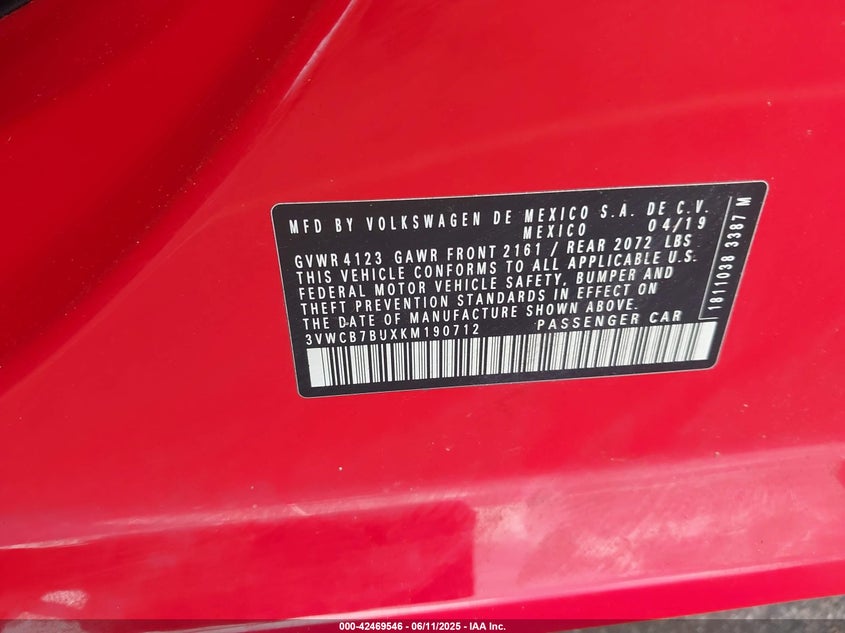 MFD BY VOLKSWAGEN DE MEXICO S.A. DE C.V.
MEXICO 04/19
GVWR 4123 GAWR FRONT 2161 / REAR 2072 LBS
THIS VEHICLE CONFORMS TO ALL APPLICABLE U.S.
FEDERAL MOTOR VEHICLE SAFETY, BUMPER AND
THEFT PREVENTION STANDARDS IN EFFECT ON
THE DATE OF MANUFACTURE SHOWN ABOVE.
3VWCB7BUXKM190712 PASSENGER CAR
1811038 3387 M
000-42469546 - 06/11/2025 - IAA Inc.